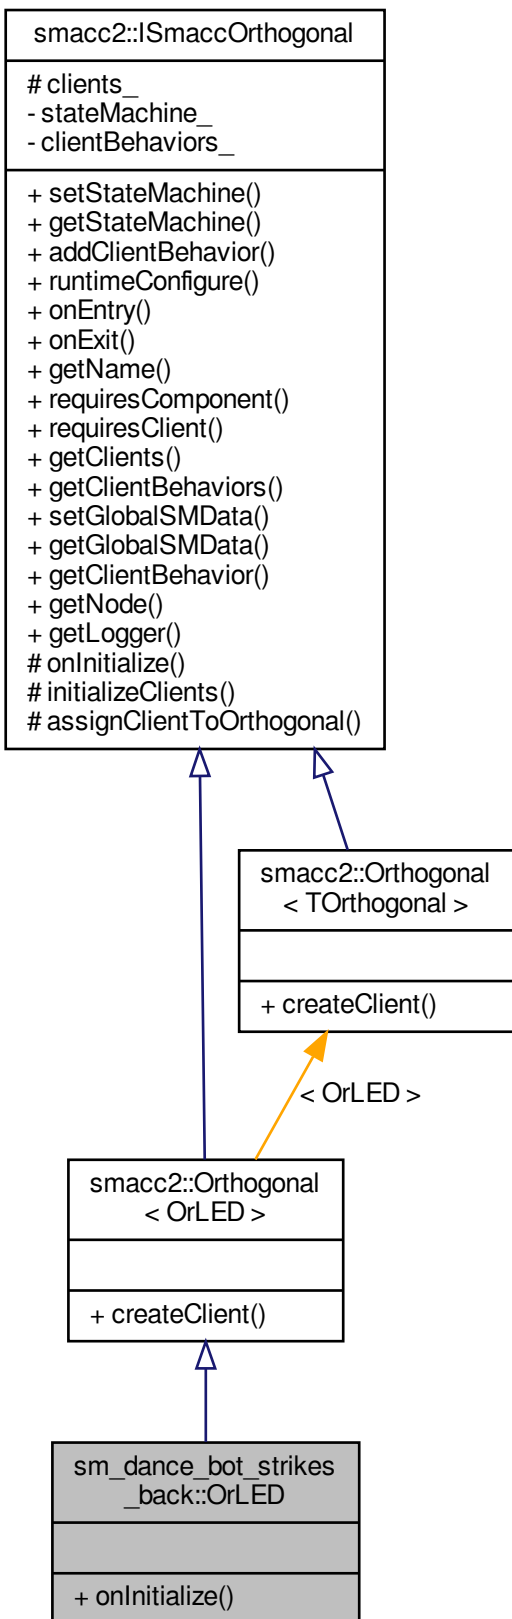 smacc2::ISmaccOrthogonal
# clients_
- stateMachine_
- clientBehaviors_
+ setStateMachine()
+ getStateMachine()
+ addClientBehavior()
+ runtimeConfigure()
+ onEntry()
+ onExit()
+ getName()
+ requiresComponent()
+ requiresClient()
+ getClients()
+ getClientBehaviors()
+ setGlobalSMData()
+ getGlobalSMData()
+ getClientBehavior()
+ getNode()
+ getLogger()
# onInitialize()
# initializeClients()
# assignClientToOrthogonal()
smacc2::Orthogonal
< TOrthogonal >
+ createClient()
< OrLED >
smacc2::Orthogonal
< OrLED >
+ createClient()
sm_dance_bot_strikes
_back::OrLED
+ onInitialize()